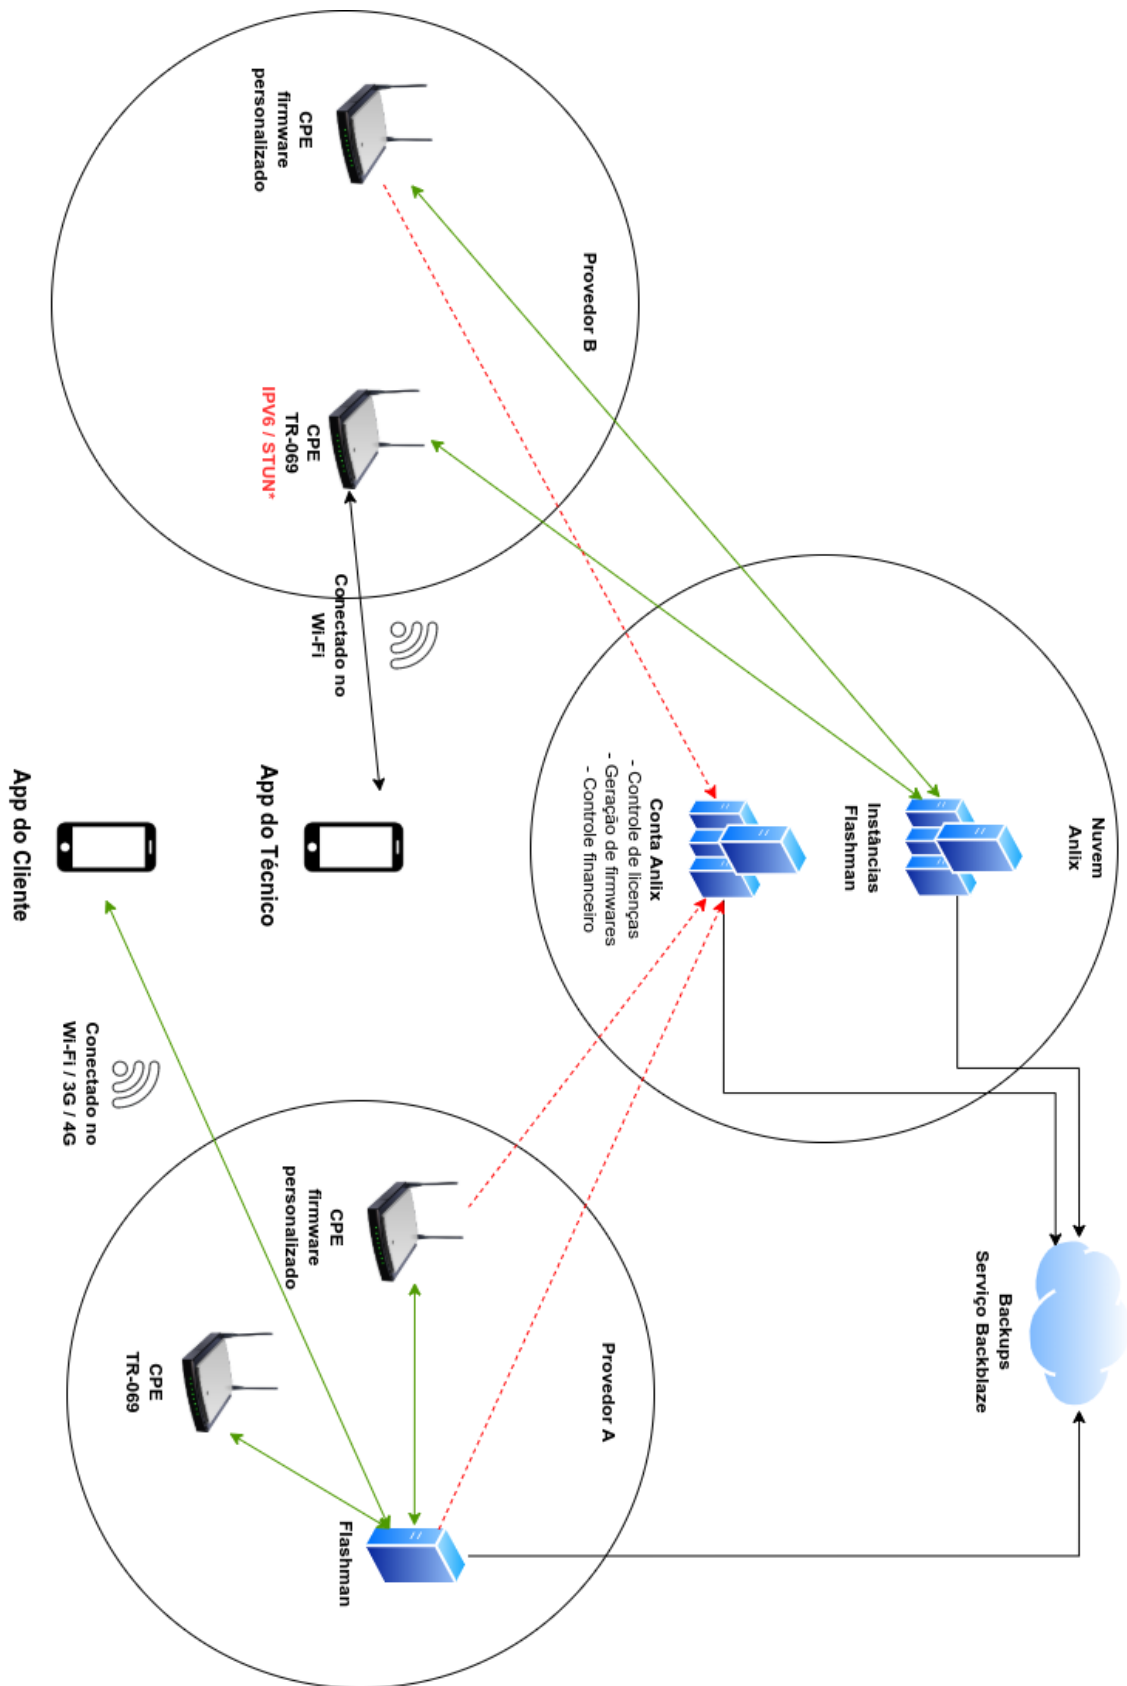 Nuvem
Anlix
Instâncias
Flashman
Conta Anlix
- Controle de licenças
- Geração de firmwares
- Controle financeiro
Backups
Serviço Backblaze
Provedor B
CPE
firmware
personalizado
CPE
TR-069
IPV6 / STUN*
Conectado no
Wi-Fi
App do Técnico
App do Cliente
Conectado no
Wi-Fi / 3G / 4G
Provedor A
CPE
firmware
personalizado
CPE
TR-069
Flashman